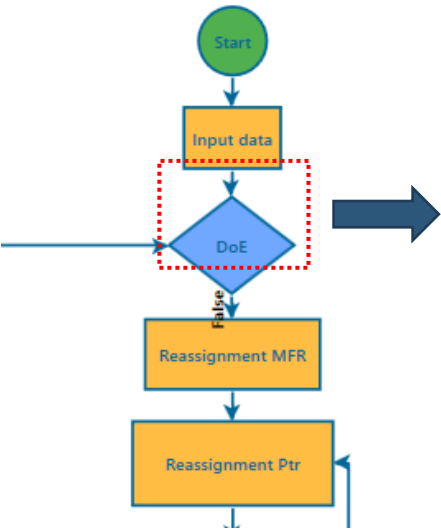 Start
Input data
DoE
False
Reassignment MFR
Reassignment Ptr